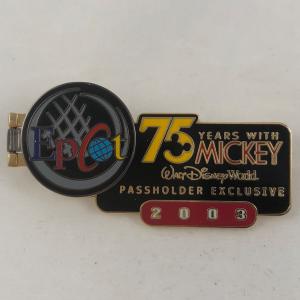 Epcot
75 YEARS WITH
MICKEY
Walt Disney World
PASSHOLDER EXCLUSIVE
2003